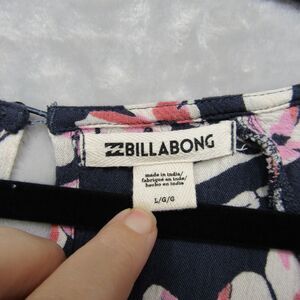 BILLABONG
made in india/
fabriqué en inde/
hecho en india
L/G/G